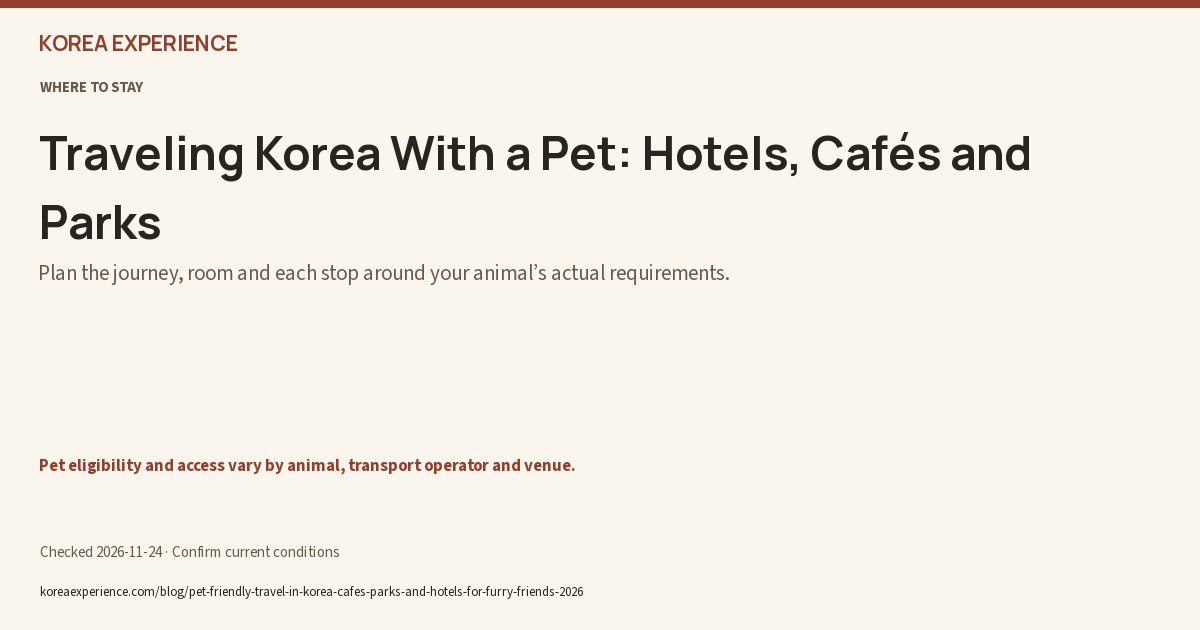 KOREA EXPERIENCE
WHERE TO STAY
Traveling Korea With a Pet: Hotels, Cafés and
Parks
Plan the journey, room and each stop around your animal’s actual requirements.
Pet eligibility and access vary by animal, transport operator and venue.
Checked 2026-11-24 · Confirm current conditions
koreaexperience.com/blog/pet-friendly-travel-in-korea-cafes-parks-and-hotels-for-furry-friends-2026